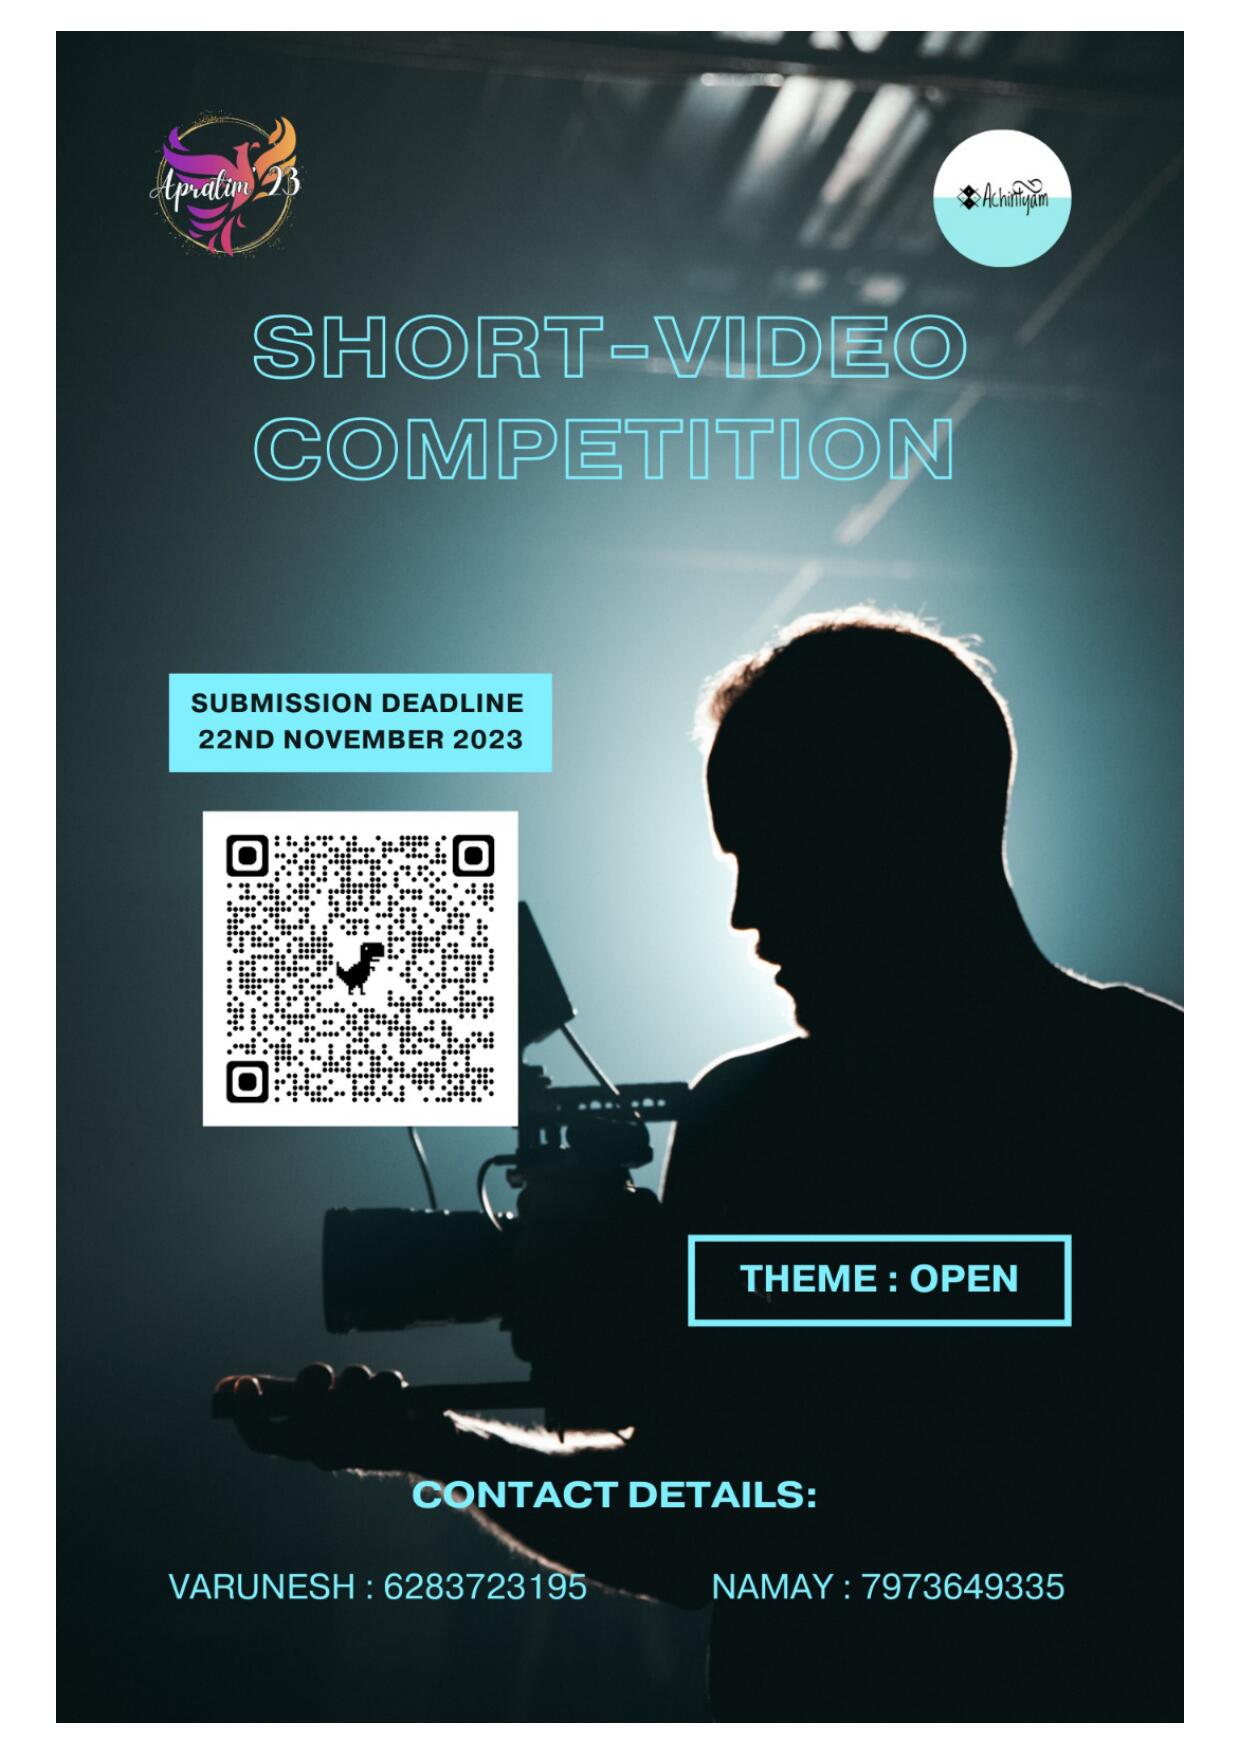 Apratim'23
Achintyam
SHORT-VIDEO
COMPETITION
SUBMISSION DEADLINE
22ND NOVEMBER 2023
THEME : OPEN
CONTACT DETAILS:
VARUNESH : 6283723195
NAMAY : 7973649335